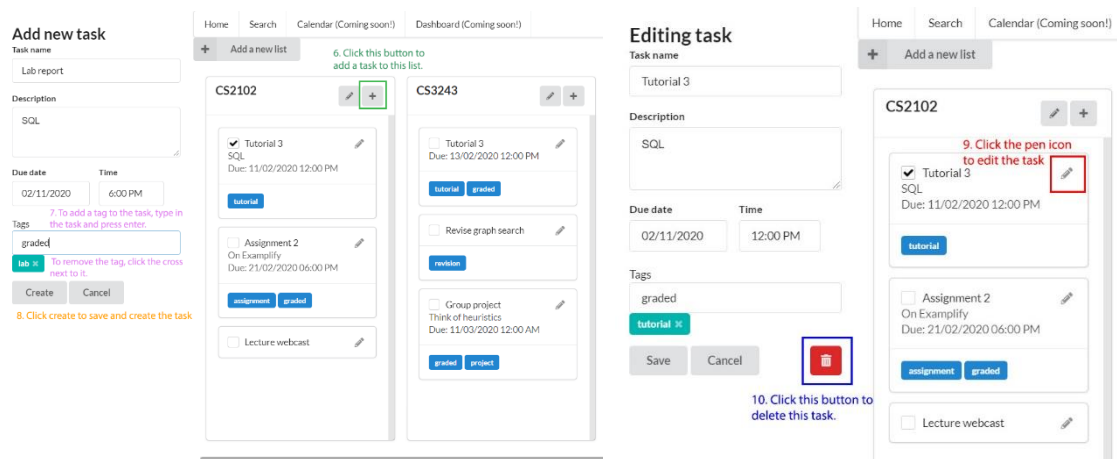 Add new task
Task name
Lab report
Description
SQL
Due date Time
02/11/2020 6:00 PM
7. To add a tag to the task, type in
the task and press enter.
Tags
graded
lab ×
To remove the tag, click the cross
next to it.
Create Cancel
8. Click create to save and create the task
Home Search Calendar (Coming soon!) Dashboard (Coming soon!)
+ Add a new list
6. Click this button to
add a task to this list.
CS2102
+
Tutorial 3
SQL
Due: 11/02/2020 12:00 PM
tutorial
Assignment 2
On Examplify
Due: 21/02/2020 06:00 PM
assignment graded
Lecture webcast
CS3243
+
Tutorial 3
Due: 13/02/2020 12:00 PM
tutorial graded
Revise graph search
revision
Group project
Think of heuristics
Due: 11/03/2020 12:00 AM
graded project
Editing task
Task name
Tutorial 3
Description
SQL
Due date Time
02/11/2020 12:00 PM
Tags
graded
tutorial ×
Save Cancel
10. Click this button to
delete this task.
Home Search Calendar (Coming soon!)
+ Add a new list
CS2102
+
9. Click the pen icon
to edit the task
Tutorial 3
SQL
Due: 11/02/2020 12:00 PM
tutorial
Assignment 2
On Examplify
Due: 21/02/2020 06:00 PM
assignment graded
Lecture webcast